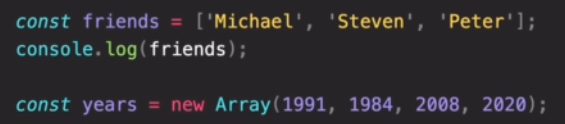 const friends = ['Michael', 'Steven', 'Peter'];
console.log(friends);
const years = new Array(1991, 1984, 2008, 2020);